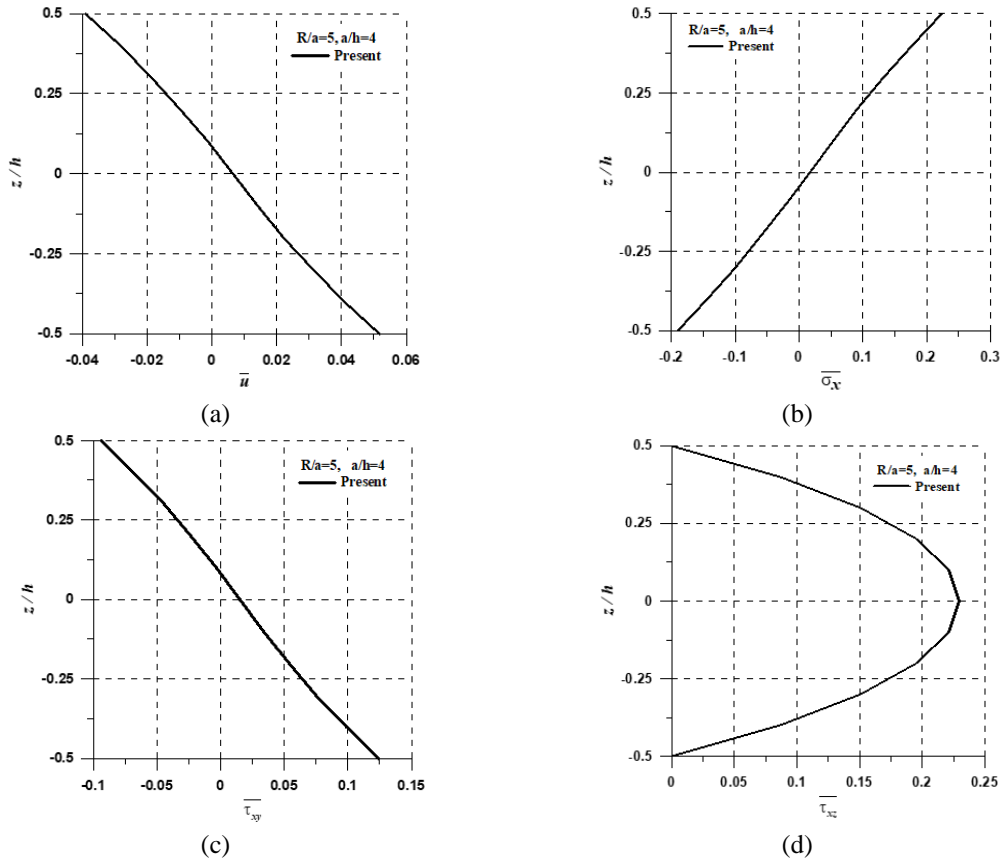 0.5
0.25
0
-0.25
-0.5
z / h
R/a=5, a/h=4
Present
-0.04 -0.02 0 0.02 0.04 0.06
u̅
(a)
0.5
0.25
0
-0.25
-0.5
z / h
R/a=5, a/h=4
Present
-0.2 -0.1 0 0.1 0.2 0.3
σ̅x
(b)
0.5
0.25
0
-0.25
-0.5
z / h
R/a=5, a/h=4
Present
-0.1 -0.05 0 0.05 0.1 0.15
τ̅xy
(c)
0.5
0.25
0
-0.25
-0.5
z / h
R/a=5, a/h=4
Present
0 0.05 0.1 0.15 0.2 0.25
τ̅xz
(d)